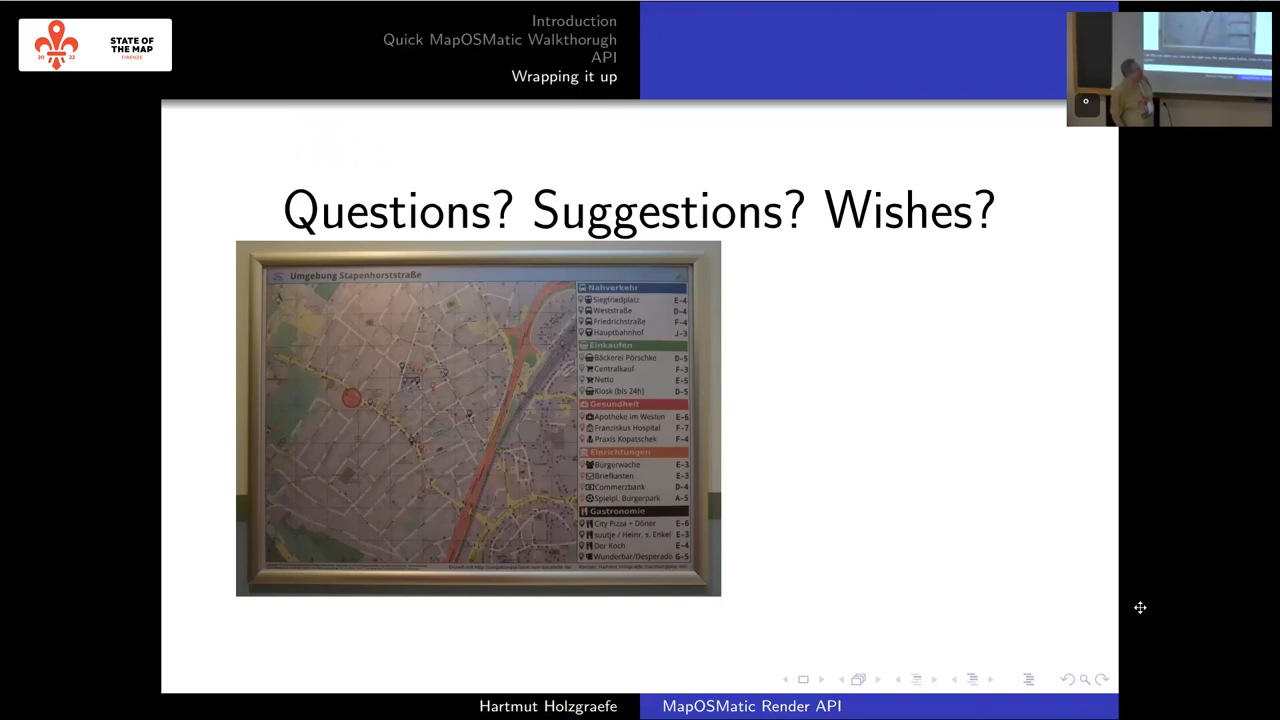 STATE OF
THE MAP
20 22
FIRENZE
Introduction
Quick MapOSMatic Walkthorugh
API
Wrapping it up
Questions? Suggestions? Wishes?
Umgebung Stapenhorststraße
Nahverkehr
Siegfriedplatz E-4
Weststraße D-4
Friedrichstraße F-4
Hauptbahnhof J-3
Einkaufen
Bäckerei Pörschke D-5
Centralkauf F-3
Netto E-5
Kiosk (bis 24h) D-5
Gesundheit
Apotheke im Westen E-6
Franziskus Hospital F-7
Praxis Kopatschek F-4
Einrichtungen
Bürgerwache E-3
Briefkasten E-3
Commerzbank D-4
Spielpl. Bürgerpark A-5
Gastronomie
City Pizza + Döner E-6
suutje / Heinr. s. Enkel E-3
Der Koch E-4
Wunderbar/Desperado G-5
Hartmut Holzgraefe
MapOSMatic Render API